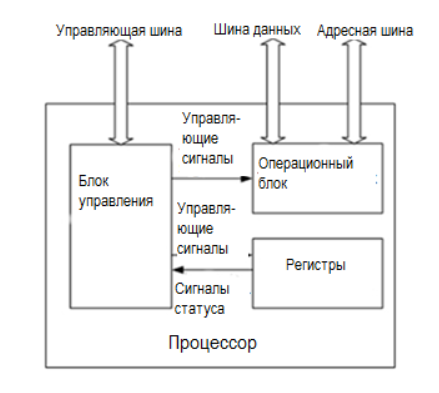 Управляющая шина
Шина данных
Адресная шина
Управля-
ющие
сигналы
Операционный
блок
Блок
управления
Управля-
ющие
сигналы
Регистры
Сигналы
статуса
Процессор